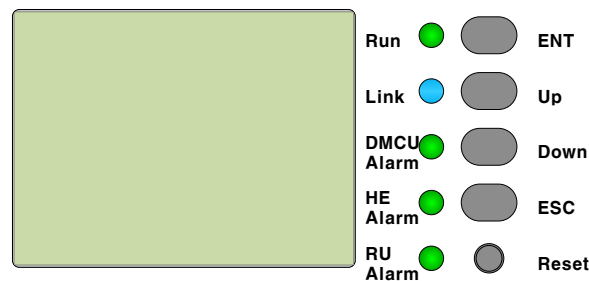 Run ENT
Link Up
DMCU
Alarm Down
HE
Alarm ESC
RU
Alarm Reset